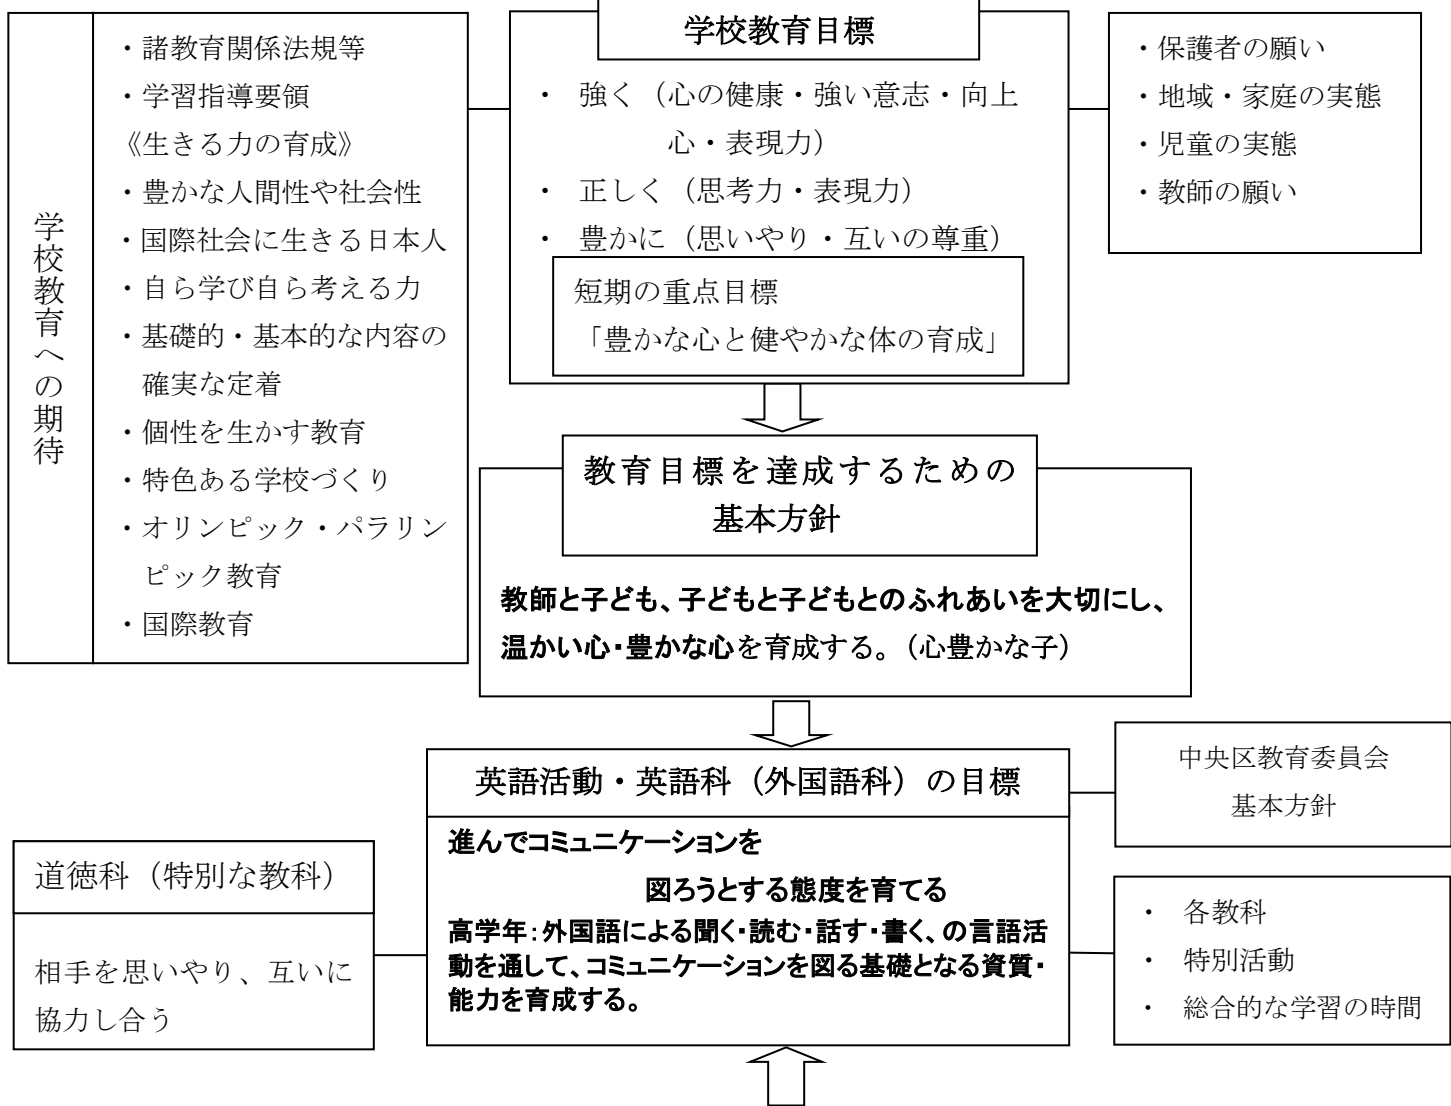 学校教育への期待
・諸教育関係法規等
・学習指導要領
《生きる力の育成》
・豊かな人間性や社会性
・国際社会に生きる日本人
・自ら学び自ら考える力
・基礎的・基本的な内容の
確実な定着
・個性を生かす教育
・特色ある学校づくり
・オリンピック・パラリン
ピック教育
・国際教育
学校教育目標
・ 強く（心の健康・強い意志・向上
心・表現力）
・ 正しく（思考力・表現力）
・ 豊かに（思いやり・互いの尊重）
短期の重点目標
「豊かな心と健やかな体の育成」
・保護者の願い
・地域・家庭の実態
・児童の実態
・教師の願い
教育目標を達成するための
基本方針
教師と子ども、子どもと子どもとのふれあいを大切にし、
温かい心・豊かな心を育成する。（心豊かな子）
英語活動・英語科（外国語科）の目標
進んでコミュニケーションを
図ろうとする態度を育てる
高学年：外国語による聞く・読む・話す・書く、の言語活
動を通して、コミュニケーションを図る基礎となる資質・
能力を育成する。
中央区教育委員会
基本方針
道徳科（特別な教科）
相手を思いやり、互いに
協力し合う
・ 各教科
・ 特別活動
・ 総合的な学習の時間